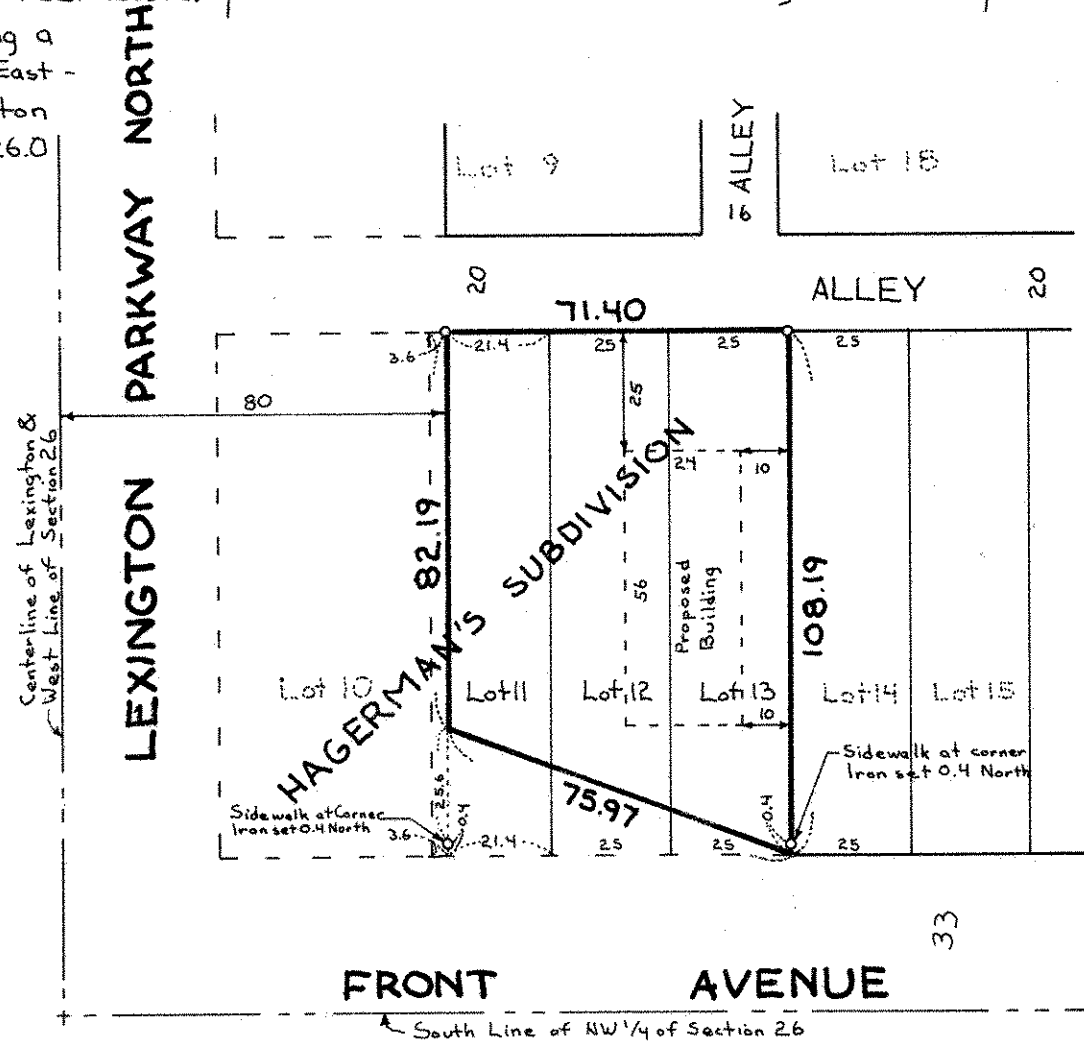 g a
East -
ton
26.0
LEXINGTON PARKWAY NORTH
Lot 9
16 ALLEY
Lot 18
20
ALLEY
20
71.40
3.6
21.4
25
25
25
80
25
24
10
Centerline of Lexington &
West Line of Section 26
82.19
HAGERMAN'S SUBDIVISION
56
Proposed
Building
108.19
Lot 10
Lot 11
Lot 12
Lot 13
Lot 14
Lot 15
10
Sidewalk at corner
Iron set 0.4 North
75.97
25.6
0.4
0.4
Sidewalk at Corner
Iron set 0.4 North
3.6
21.4
25
25
25
33
FRONT AVENUE
South Line of NW 1/4 of Section 26